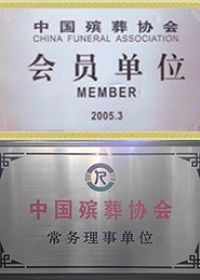 中国殡葬协会
CHINA FUNERAL ASSOCIATION
会员单位
MEMBER
2005.3
中国殡葬协会
常务理事单位